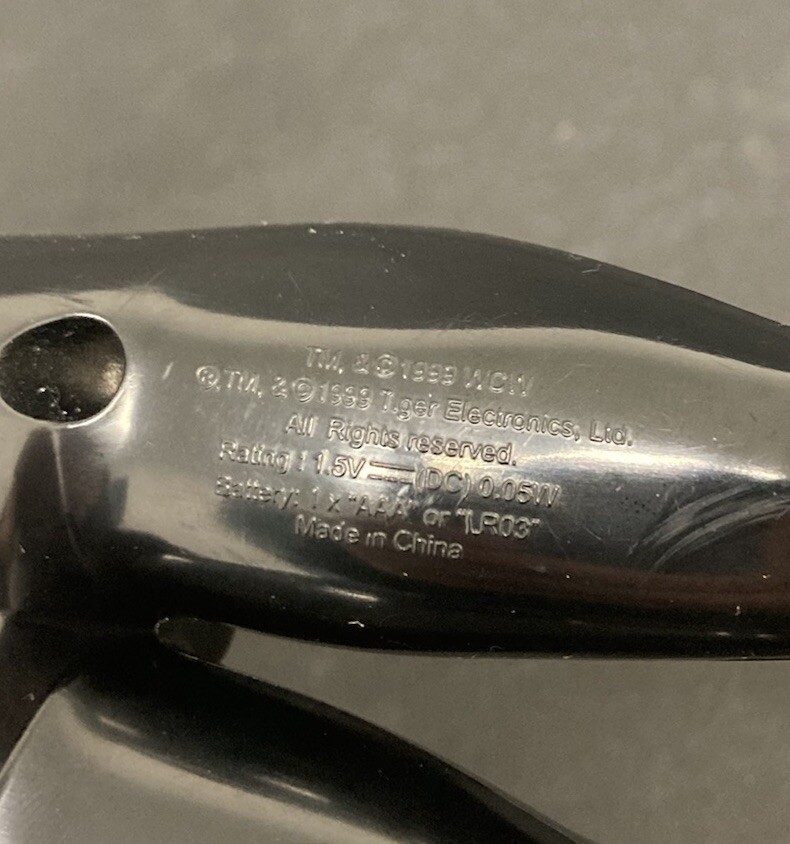 TM, & ©1999 WCW
®,TM, & ©1999 Tiger Electronics, Ltd.
All Rights reserved.
Rating : 1.5V ⎓ (DC) 0.05W
Battery: 1 x "AAA" or "LR03"
Made in China